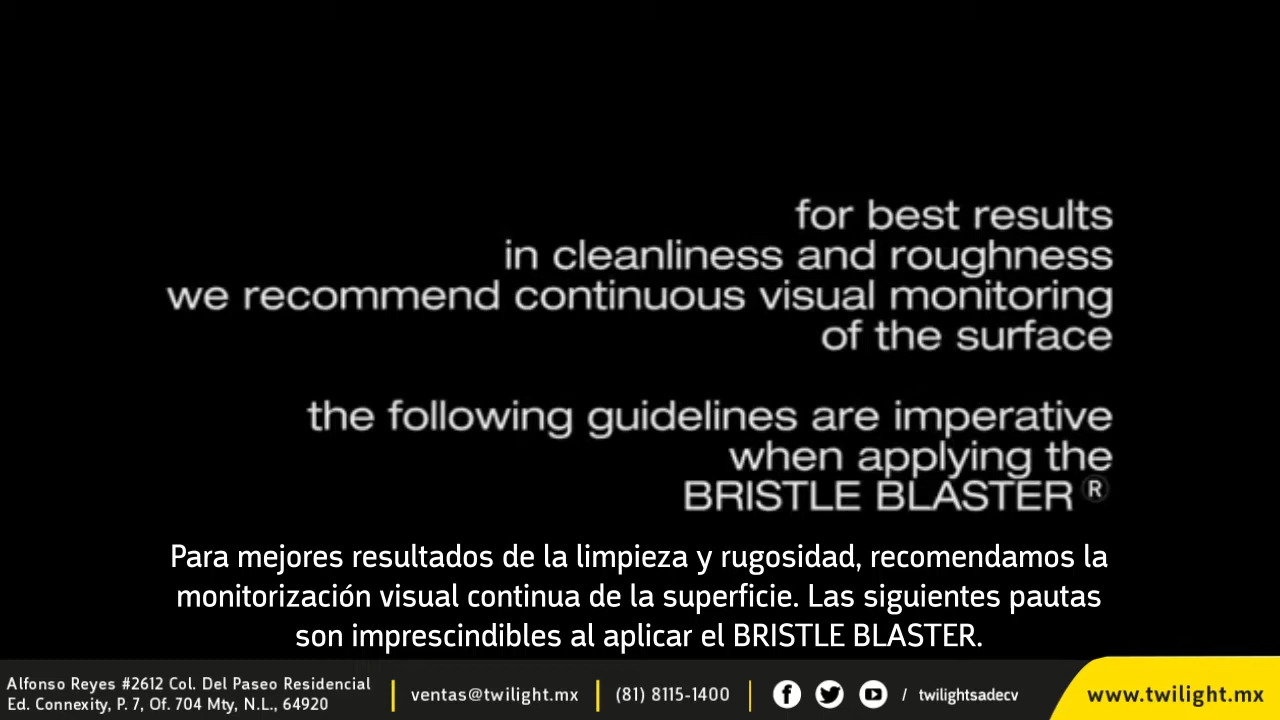 for best results
in cleanliness and roughness
we recommend continuous visual monitoring
of the surface
the following guidelines are imperative
when applying the
BRISTLE BLASTER ®
Para mejores resultados de la limpieza y rugosidad, recomendamos la
monitorización visual continua de la superficie. Las siguientes pautas
son imprescindibles al aplicar el BRISTLE BLASTER.
Alfonso Reyes #2612 Col. Del Paseo Residencial
Ed. Connexity, P. 7, Of. 704 Mty, N.L., 64920
ventas@twilight.mx
(81) 8115-1400
/ twilightsadecv
www.twilight.mx